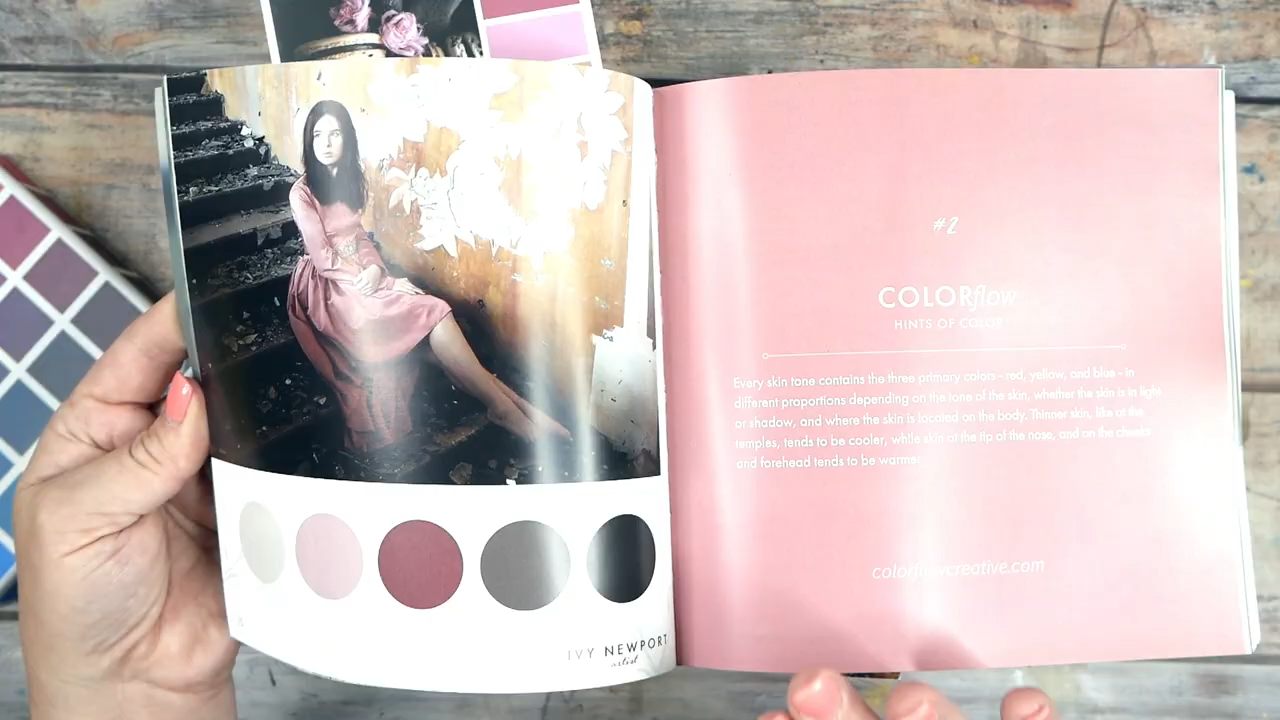 IVY NEWPORT
artist
#2
COLORflow
HINTS OF COLOR
Every skin tone contains the three primary colors - red, yellow, and blue - in
different proportions depending on the tone of the skin, whether the skin is in light
or shadow, and where the skin is located on the body. Thinner skin, like at the
temples, tends to be cooler, while skin at the tip of the nose, and on the cheeks
and forehead tends to be warmer.
colorflowcreative.com